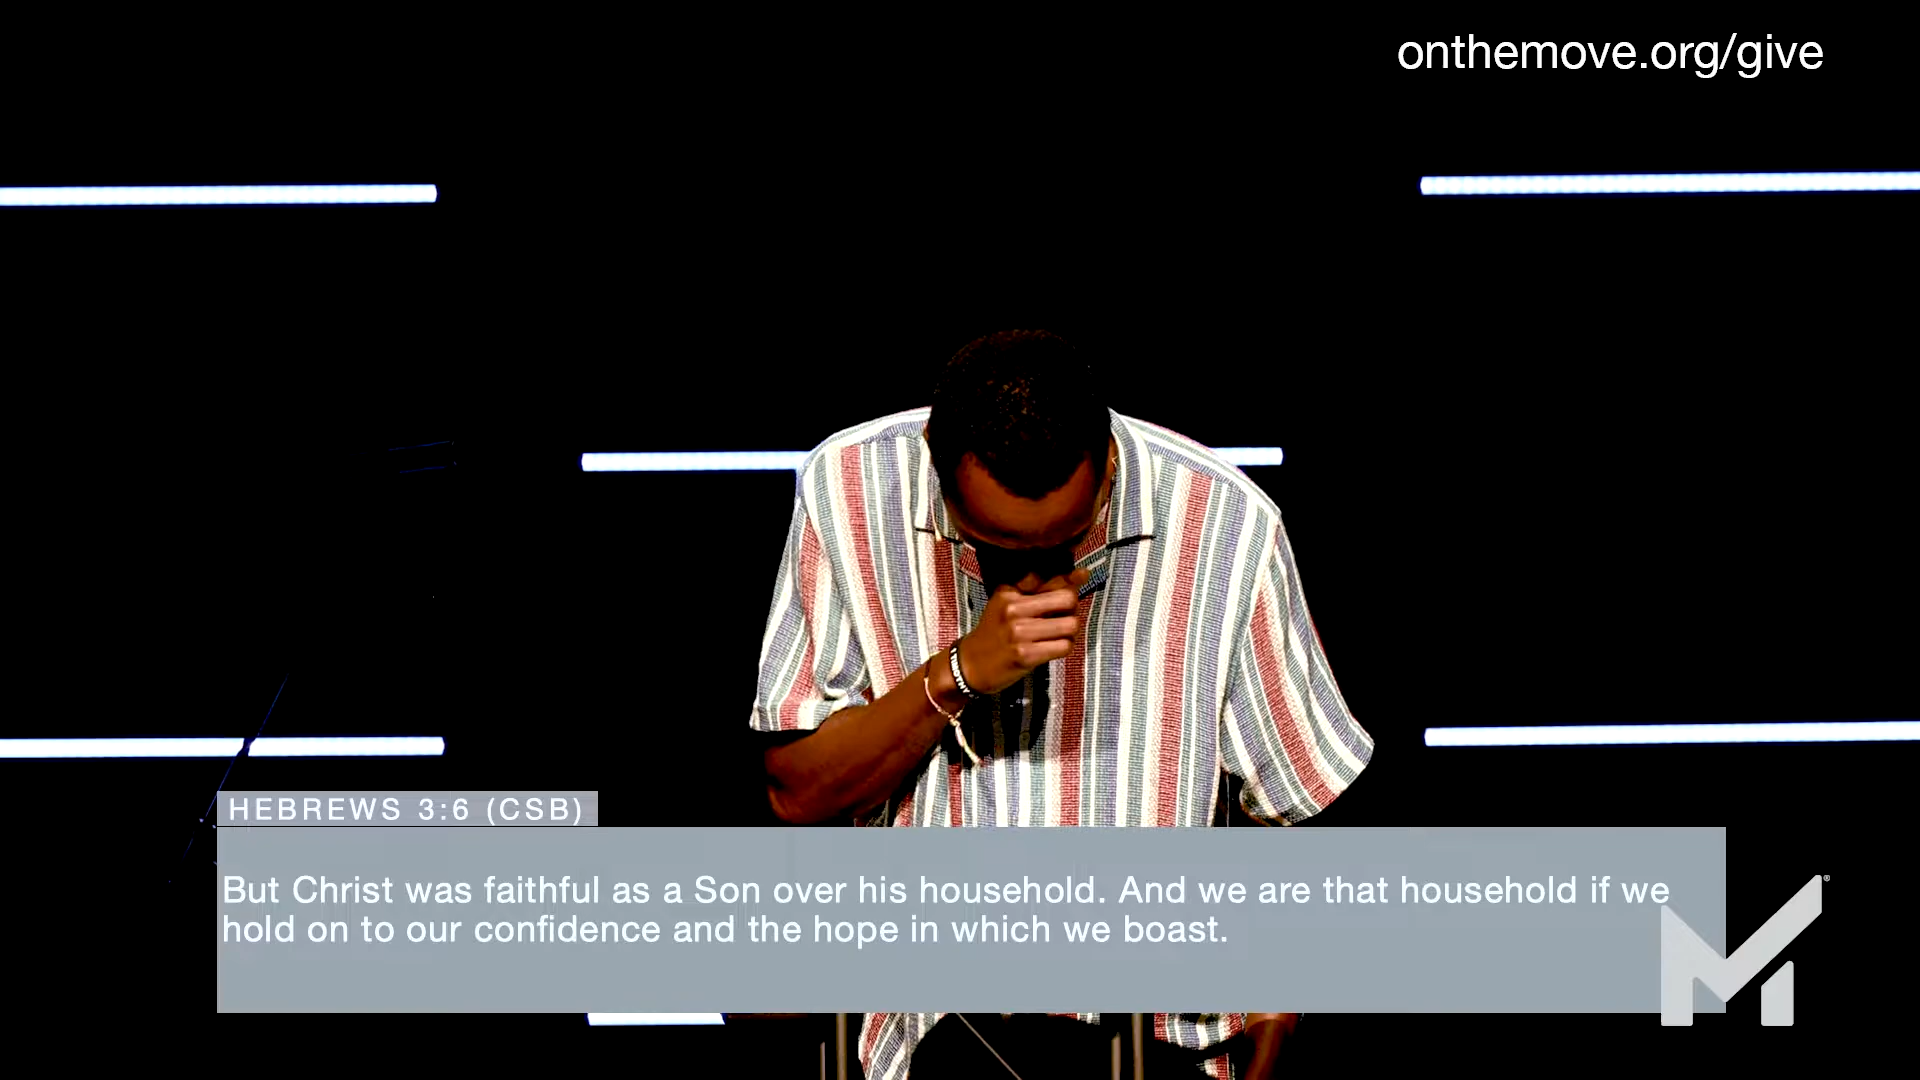 onthemove.org/give
TIMOTHY
HEBREWS 3:6 (CSB)
But Christ was faithful as a Son over his household. And we are that household if we
hold on to our confidence and the hope in which we boast.
®